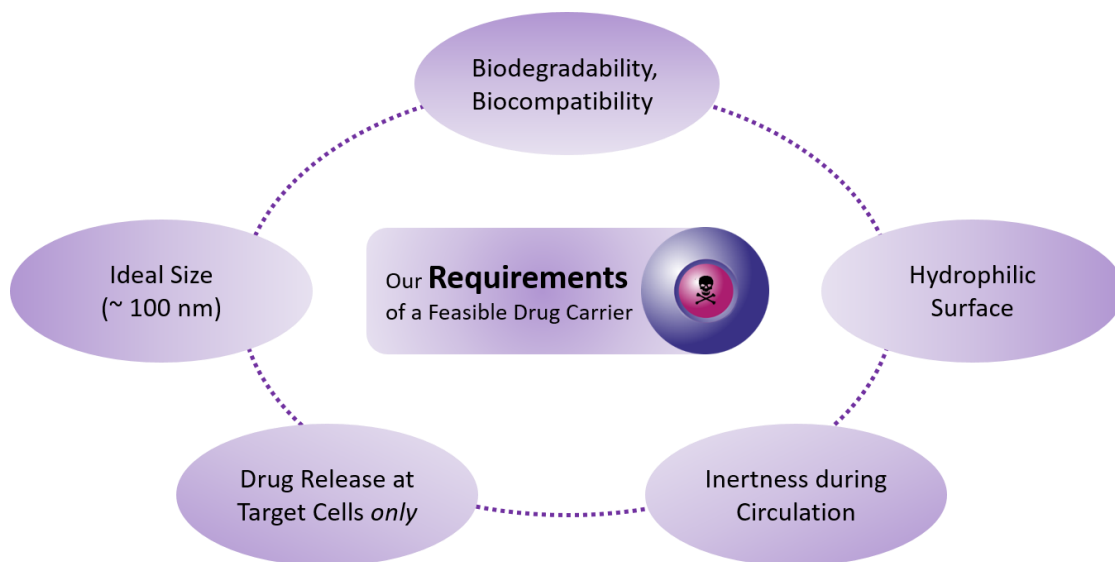 Biodegradability,
Biocompatibility
Ideal Size
(~ 100 nm)
Our Requirements
of a Feasible Drug Carrier
Hydrophilic
Surface
Drug Release at
Target Cells only
Inertness during
Circulation